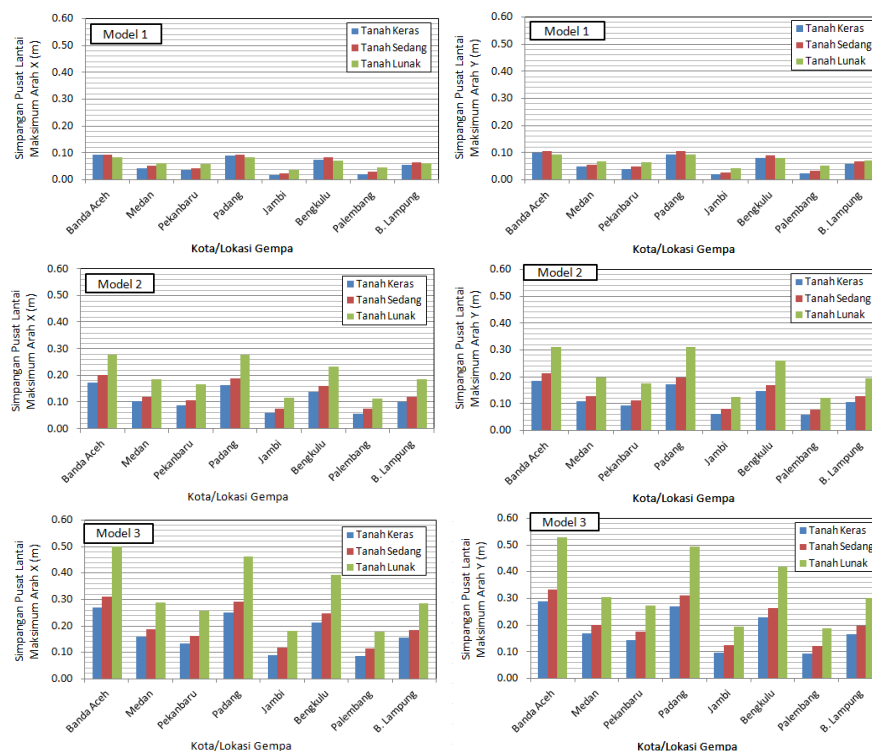 Simpangan Pusat Lantai
Maksimum Arah X (m)
0.60
0.50
0.40
0.30
0.20
0.10
0.00
Model 1
Tanah Keras
Tanah Sedang
Tanah Lunak
Banda Aceh
Medan
Pekanbaru
Padang
Jambi
Bengkulu
Palembang
B. Lampung
Kota/Lokasi Gempa
Simpangan Pusat Lantai
Maksimum Arah Y (m)
0.60
0.50
0.40
0.30
0.20
0.10
0.00
Model 1
Tanah Keras
Tanah Sedang
Tanah Lunak
Banda Aceh
Medan
Pekanbaru
Padang
Jambi
Bengkulu
Palembang
B. Lampung
Kota/Lokasi Gempa
Simpangan Pusat Lantai
Maksimum Arah X (m)
0.60
0.50
0.40
0.30
0.20
0.10
0.00
Model 2
Tanah Keras
Tanah Sedang
Tanah Lunak
Banda Aceh
Medan
Pekanbaru
Padang
Jambi
Bengkulu
Palembang
B. Lampung
Kota/Lokasi Gempa
Simpangan Pusat Lantai
Maksimum Arah Y (m)
0.60
0.50
0.40
0.30
0.20
0.10
0.00
Model 2
Tanah Keras
Tanah Sedang
Tanah Lunak
Banda Aceh
Medan
Pekanbaru
Padang
Jambi
Bengkulu
Palembang
B. Lampung
Kota/Lokasi Gempa
Simpangan Pusat Lantai
Maksimum Arah X (m)
0.60
0.50
0.40
0.30
0.20
0.10
0.00
Model 3
Tanah Keras
Tanah Sedang
Tanah Lunak
Banda Aceh
Medan
Pekanbaru
Padang
Jambi
Bengkulu
Palembang
B. Lampung
Kota/Lokasi Gempa
Simpangan Pusat Lantai
Maksimum Arah Y (m)
0.60
0.50
0.40
0.30
0.20
0.10
0.00
Model 3
Tanah Keras
Tanah Sedang
Tanah Lunak
Banda Aceh
Medan
Pekanbaru
Padang
Jambi
Bengkulu
Palembang
B. Lampung
Kota/Lokasi Gempa